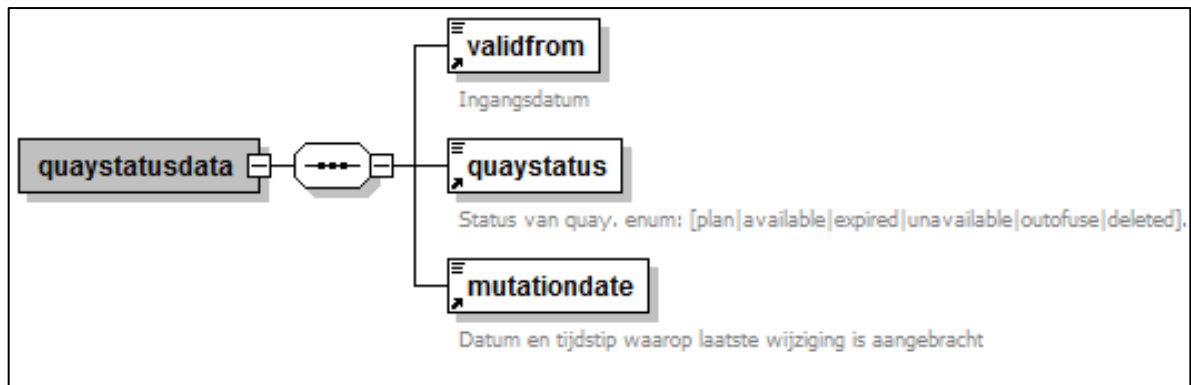 validfrom
Ingangsdatum
quaystatusdata
quaystatus
Status van quay. enum: [plan|available|expired|unavailable|outofuse|deleted].
mutationdate
Datum en tijdstip waarop laatste wijziging is aangebracht